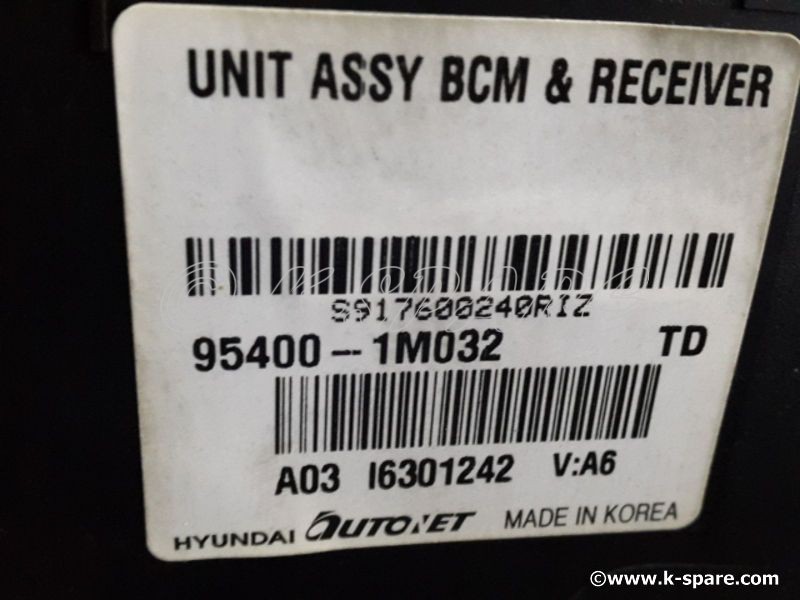 UNIT ASSY BCM & RECEIVER
S917600240RIZ
95400-1M032 TD
A03 I6301242 V:A6
HYUNDAI AUTONET MADE IN KOREA
©www.k-spare.com